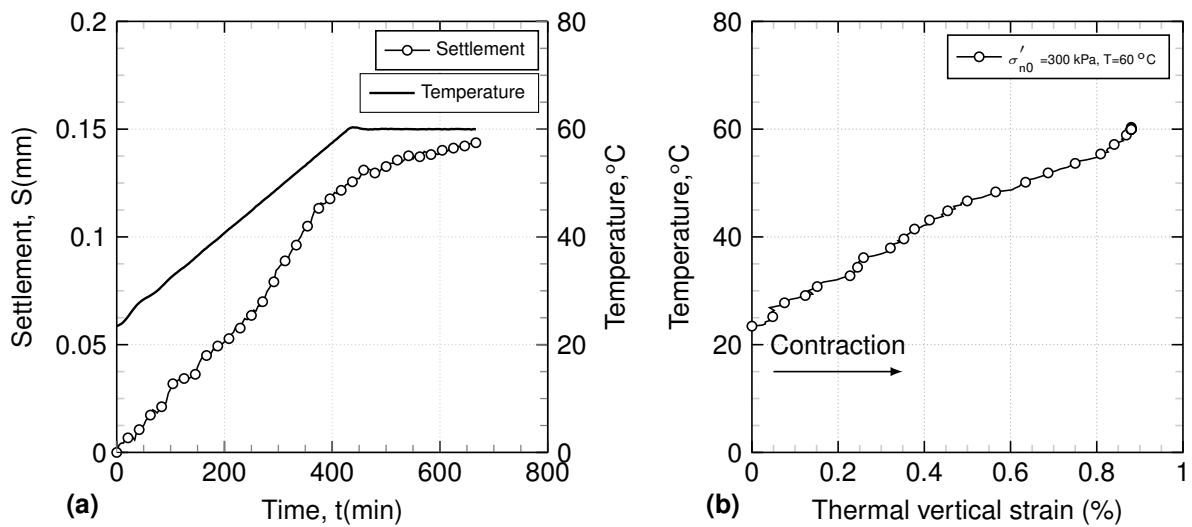 0.2
0.15
0.1
0.05
0
Settlement, S(mm)
80
60
40
20
0
Temperature,°C
Settlement
Temperature
0
200
400
600
800
Time, t(min)
(a)
80
60
40
20
0
Temperature,°C
σ′n0 =300 kPa, T=60 °C
Contraction
0
0.2
0.4
0.6
0.8
1
Thermal vertical strain (%)
(b)